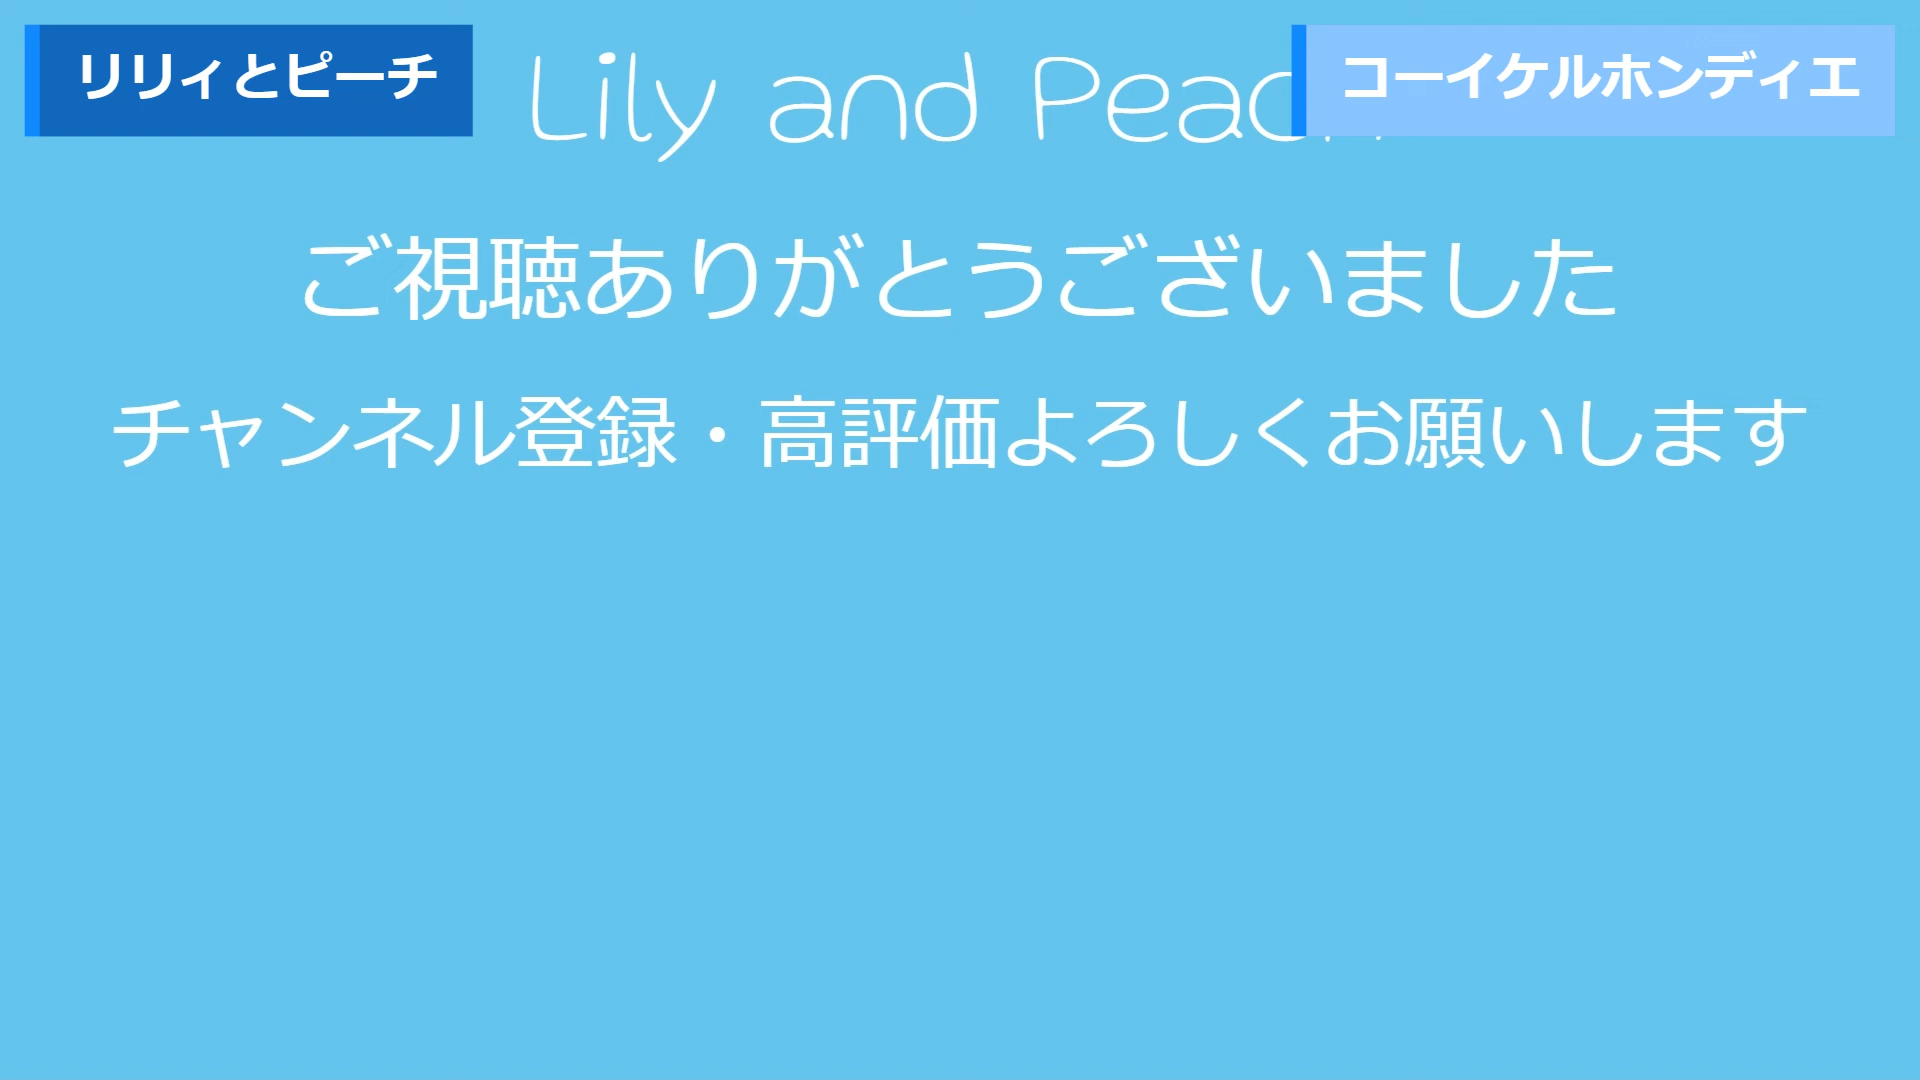 リリィとピーチ
Lily and
コーイケルホンディエ
ご視聴ありがとうございました
チャンネル登録・高評価よろしくお願いします